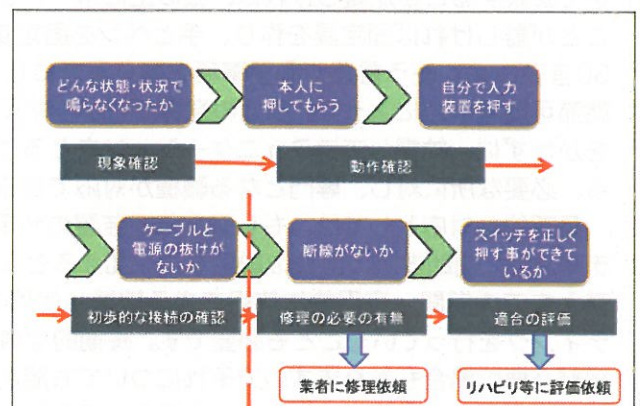 どんな状態・状況で
鳴らなくなったか
本人に
押してもらう
自分で入力
装置を押す
現象確認
動作確認
ケーブルと
電源の抜けが
ないか
断線がないか
スイッチを正しく
押す事ができて
いるか
初歩的な接続の確認
修理の必要の有無
適合の評価
業者に修理依頼
リハビリ等に評価依頼